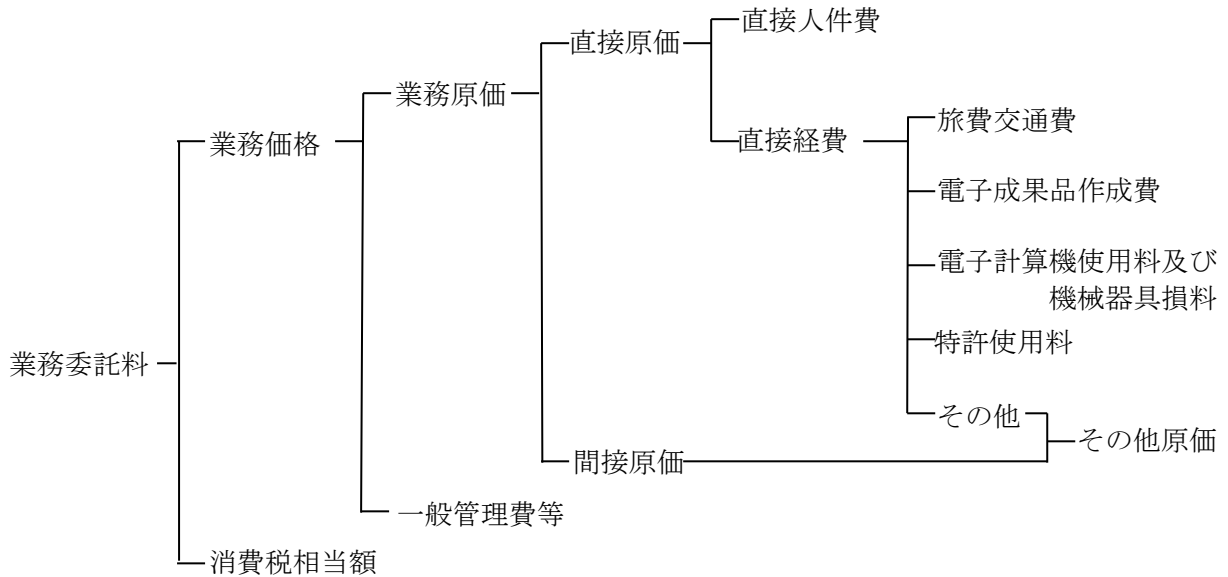 直接人件費
直接原価
業務原価
旅費交通費
業務価格
直接経費
電子成果品作成費
電子計算機使用料及び
機械器具損料
特許使用料
業務委託料
その他
その他原価
間接原価
一般管理費等
消費税相当額